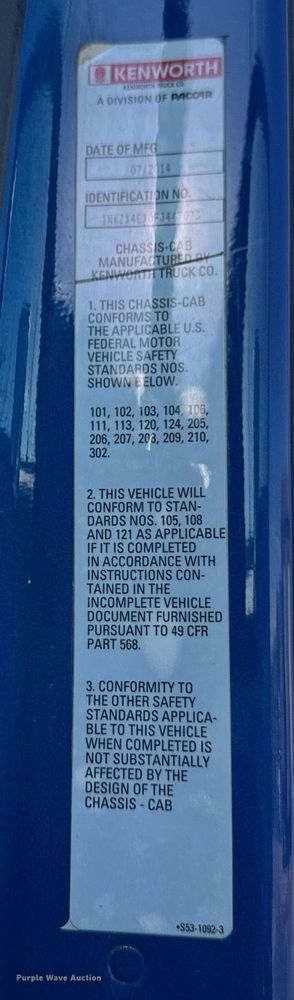 KENWORTH
KENWORTH TRUCK CO.
A DIVISION OF PACCAR
DATE OF MFG
07/2014
IDENTIFICATION NO.
CHASSIS-CAB
MANUFACTURED BY
KENWORTH TRUCK CO.
1. THIS CHASSIS-CAB
CONFORMS TO
THE APPLICABLE U.S.
FEDERAL MOTOR
VEHICLE SAFETY
STANDARDS NOS.
SHOWN BELOW.
101, 102, 103, 104, 106,
111, 113, 120, 124, 205,
206, 207, 208, 209, 210,
302.
2. THIS VEHICLE WILL
CONFORM TO STAN-
DARDS NOS. 105, 108
AND 121 AS APPLICABLE
IF IT IS COMPLETED
IN ACCORDANCE WITH
INSTRUCTIONS CON-
TAINED IN THE
INCOMPLETE VEHICLE
DOCUMENT FURNISHED
PURSUANT TO 49 CFR
PART 568.
3. CONFORMITY TO
THE OTHER SAFETY
STANDARDS APPLICA-
BLE TO THIS VEHICLE
WHEN COMPLETED IS
NOT SUBSTANTIALLY
AFFECTED BY THE
DESIGN OF THE
CHASSIS - CAB
*S53-1092-3
Purple Wave Auction